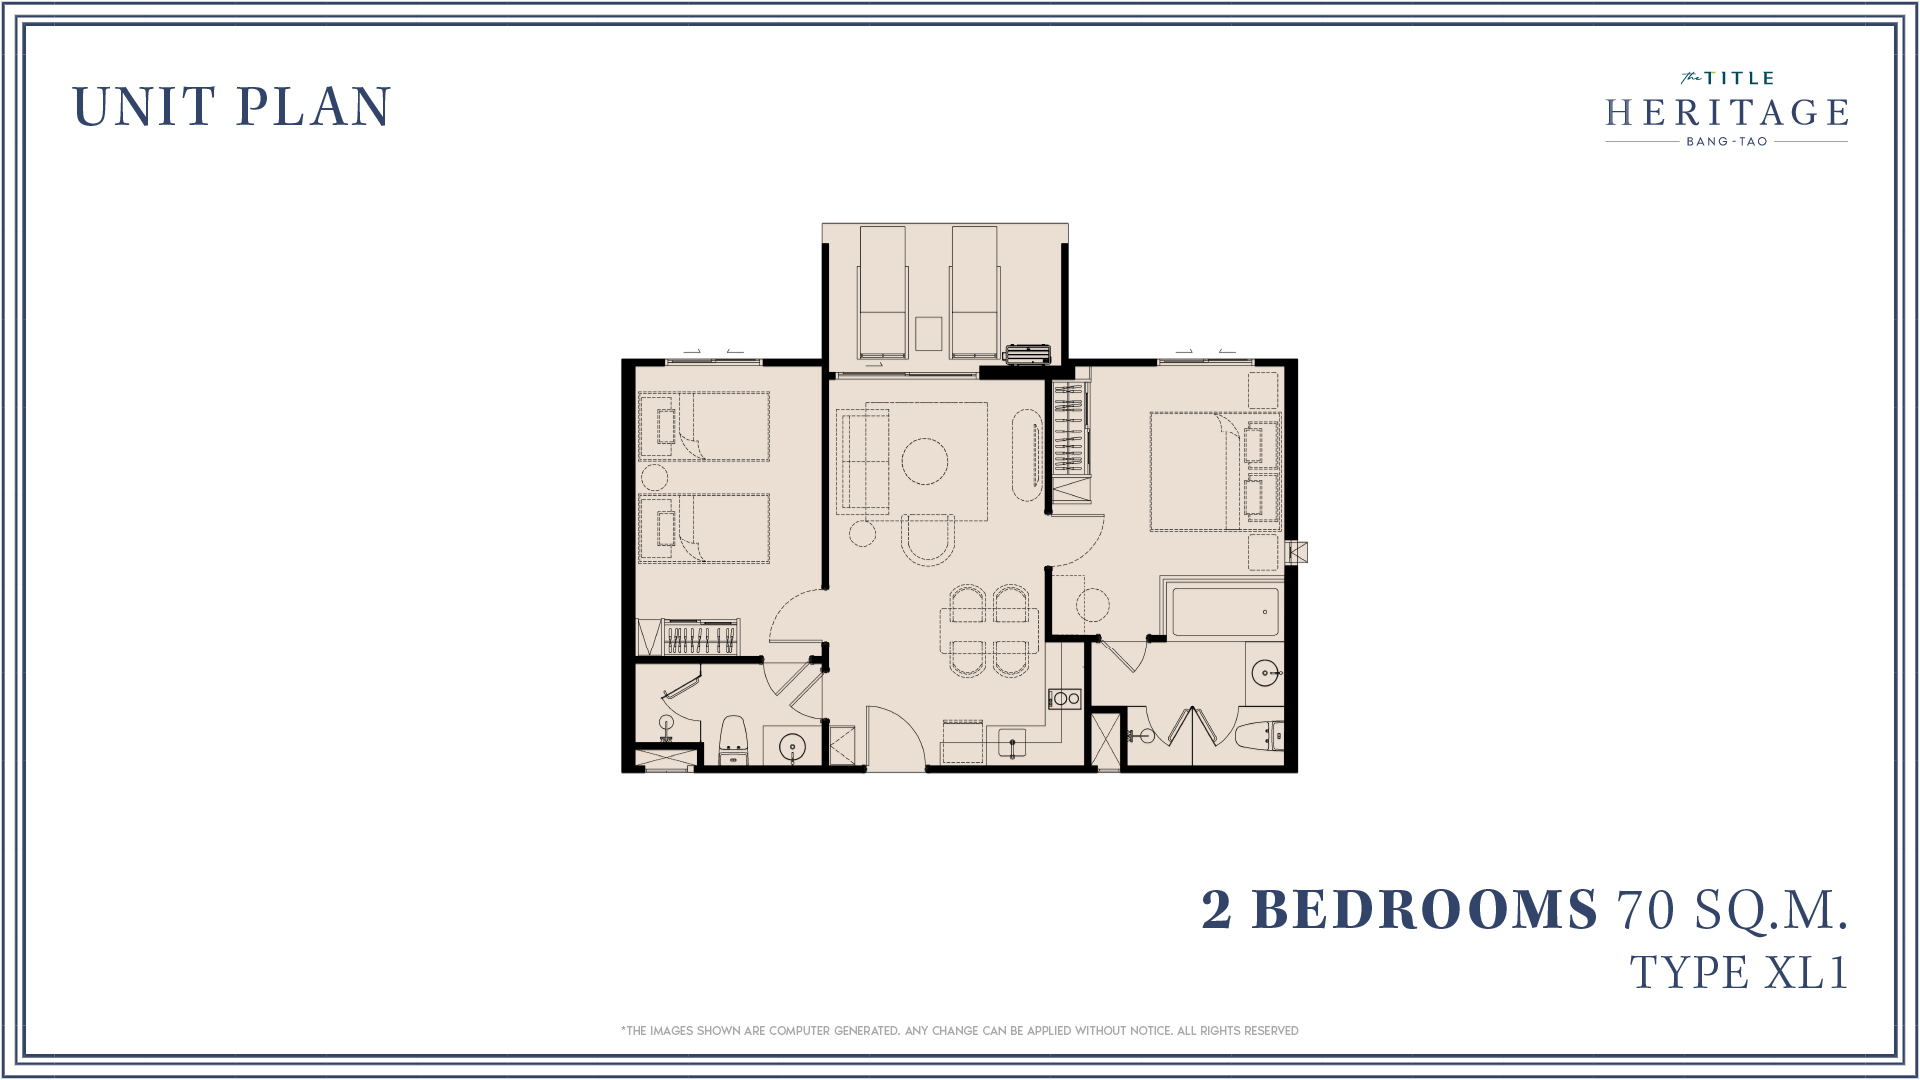 UNIT PLAN
the TITLE
HERITAGE
BANG-TAO
2 BEDROOMS 70 SQ.M.
TYPE XL1
*THE IMAGES SHOWN ARE COMPUTER GENERATED. ANY CHANGE CAN BE APPLIED WITHOUT NOTICE. ALL RIGHTS RESERVED